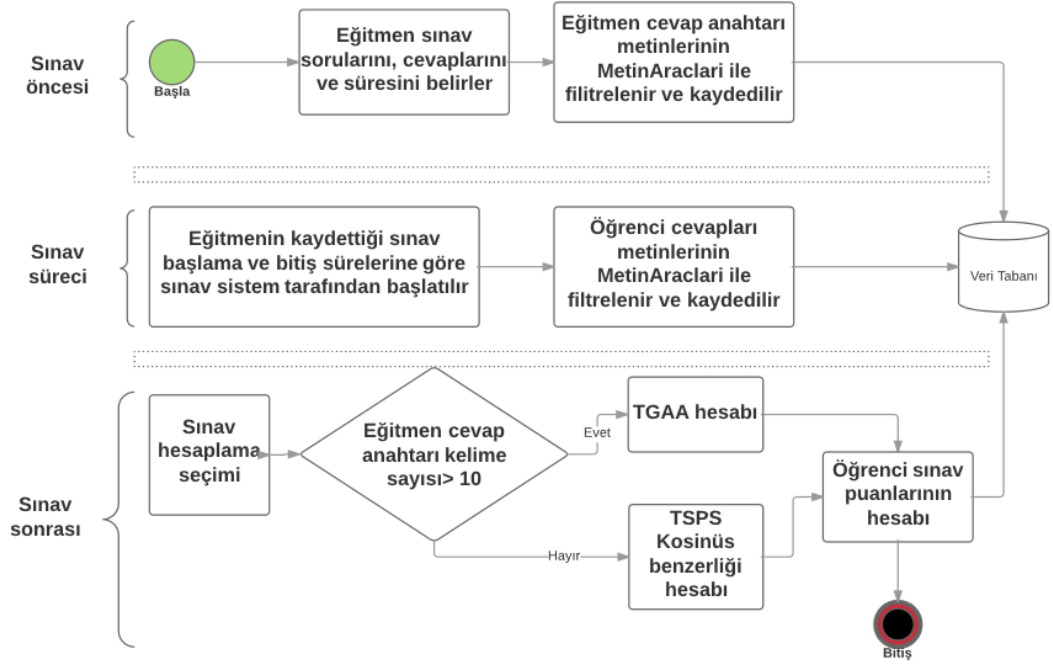 Sınav
öncesi
Başla
Eğitmen sınav
sorularını, cevaplarını
ve süresini belirler
Eğitmen cevap anahtarı
metinlerinin
MetinAraclari ile
filitrelenir ve kaydedilir
Sınav
süreci
Eğitmenin kaydettiği sınav
başlama ve bitiş sürelerine göre
sınav sistem tarafından başlatılır
Öğrenci cevapları
metinlerinin
MetinAraclari ile
filtrelenir ve kaydedilir
Veri Tabanı
Sınav
sonrası
Sınav
hesaplama
seçimi
Eğitmen cevap
anahtarı kelime
sayısı> 10
Evet
TGAA hesabı
Hayır
TSPS
Kosinüs
benzerliği
hesabı
Öğrenci sınav
puanlarının
hesabı
Bitiş